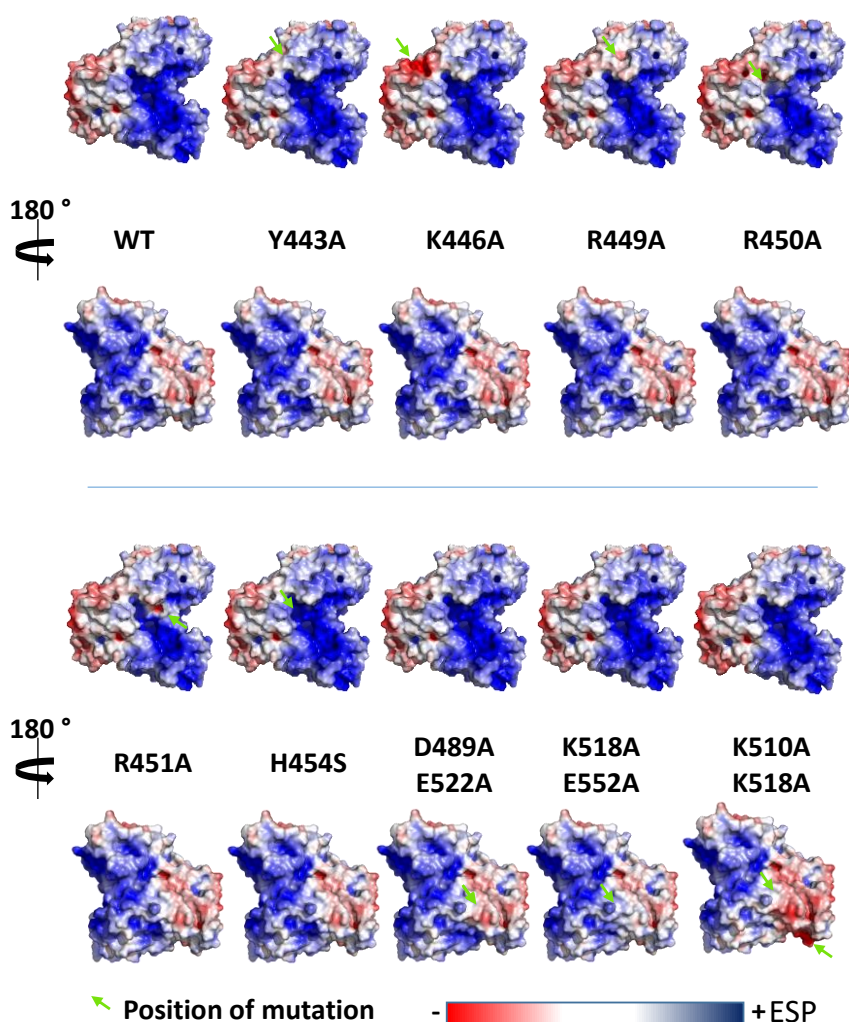 180 °
WT Y443A K446A R449A R450A
180 °
R451A H454S D489A K518A K510A
E522A E552A K518A
Position of mutation - +ESP